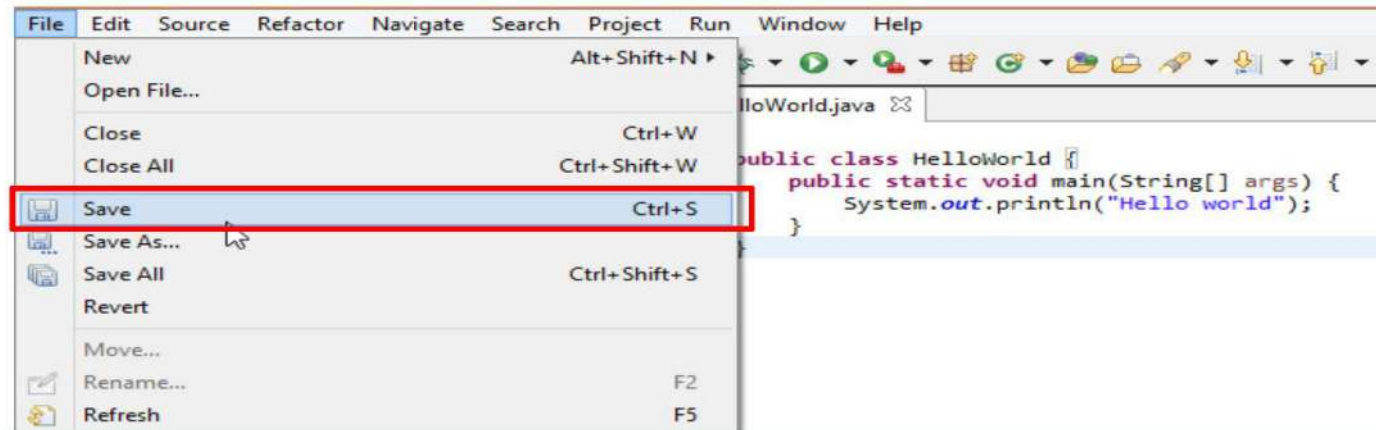 File Edit Source Refactor Navigate Search Project Run Window Help
New Alt+Shift+N
Open File...
Close Ctrl+W
Close All Ctrl+Shift+W
Save Ctrl+S
Save As...
Save All Ctrl+Shift+S
Revert
Move...
Rename... F2
Refresh F5
lloWorld.java
public class HelloWorld {
public static void main(String[] args) {
System.out.println("Hello world");
}
}